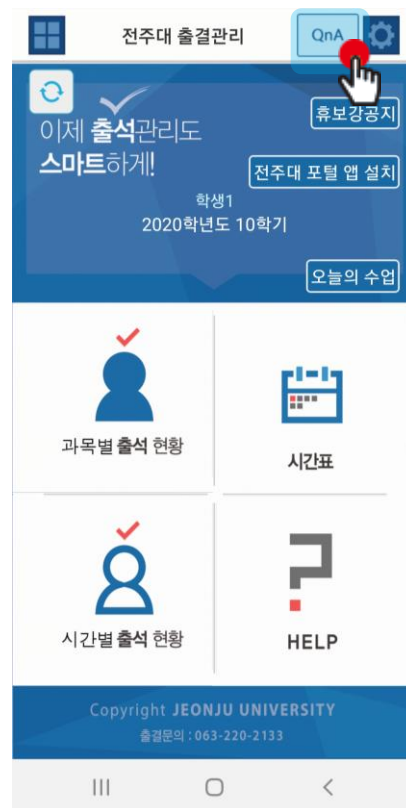 전주대 출결관리
QnA
휴보강공지
이제 출석관리도
스마트하게!
전주대 포털 앱 설치
학생1
2020학년도 10학기
오늘의 수업
과목별 출석 현황
시간표
시간별 출석 현황
HELP
Copyright JEONJU UNIVERSITY
출결문의 : 063-220-2133